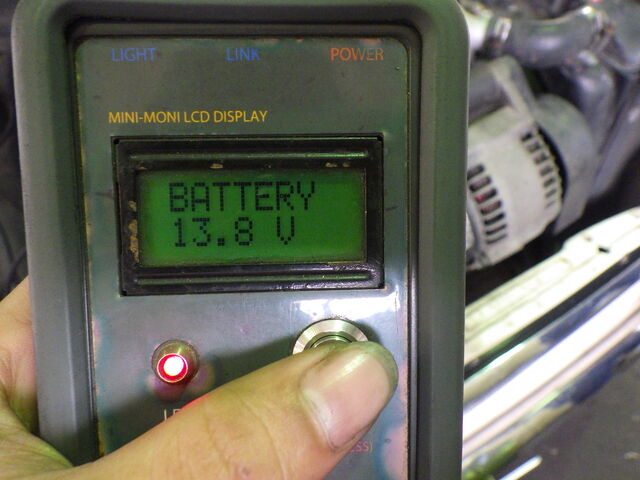 LIGHT LINK POWER
MINI-MONI LCD DISPLAY
BATTERY
13.8 V